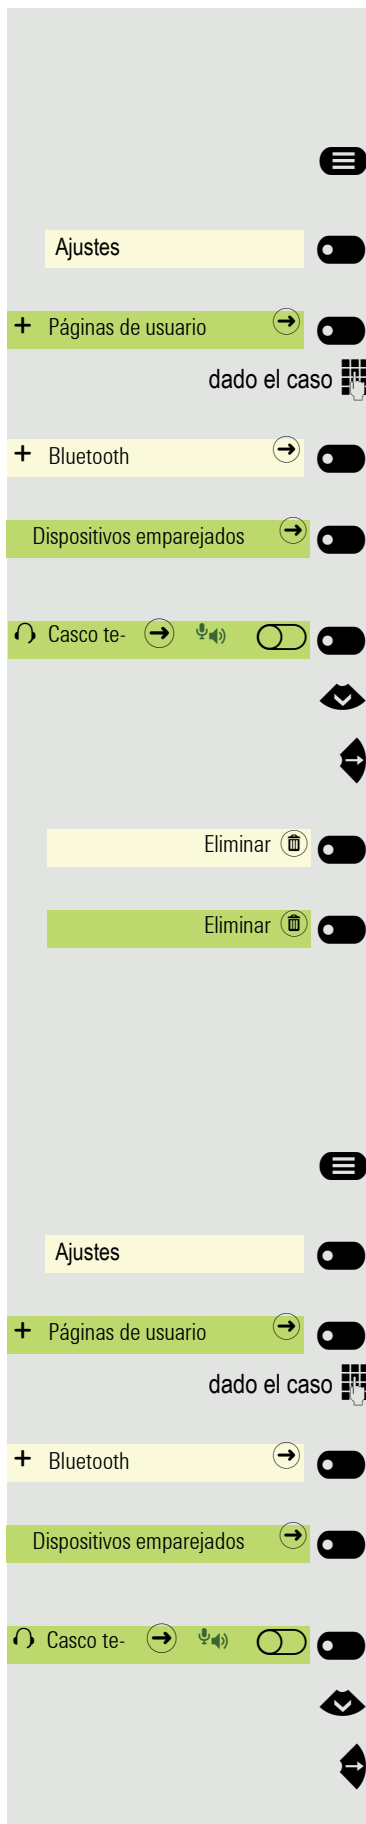 Ajustes
+ Páginas de usuario
dado el caso
+ Bluetooth
Dispositivos emparejados
Casco te-
Eliminar
Eliminar
Ajustes
+ Páginas de usuario
dado el caso
+ Bluetooth
Dispositivos emparejados
Casco te-